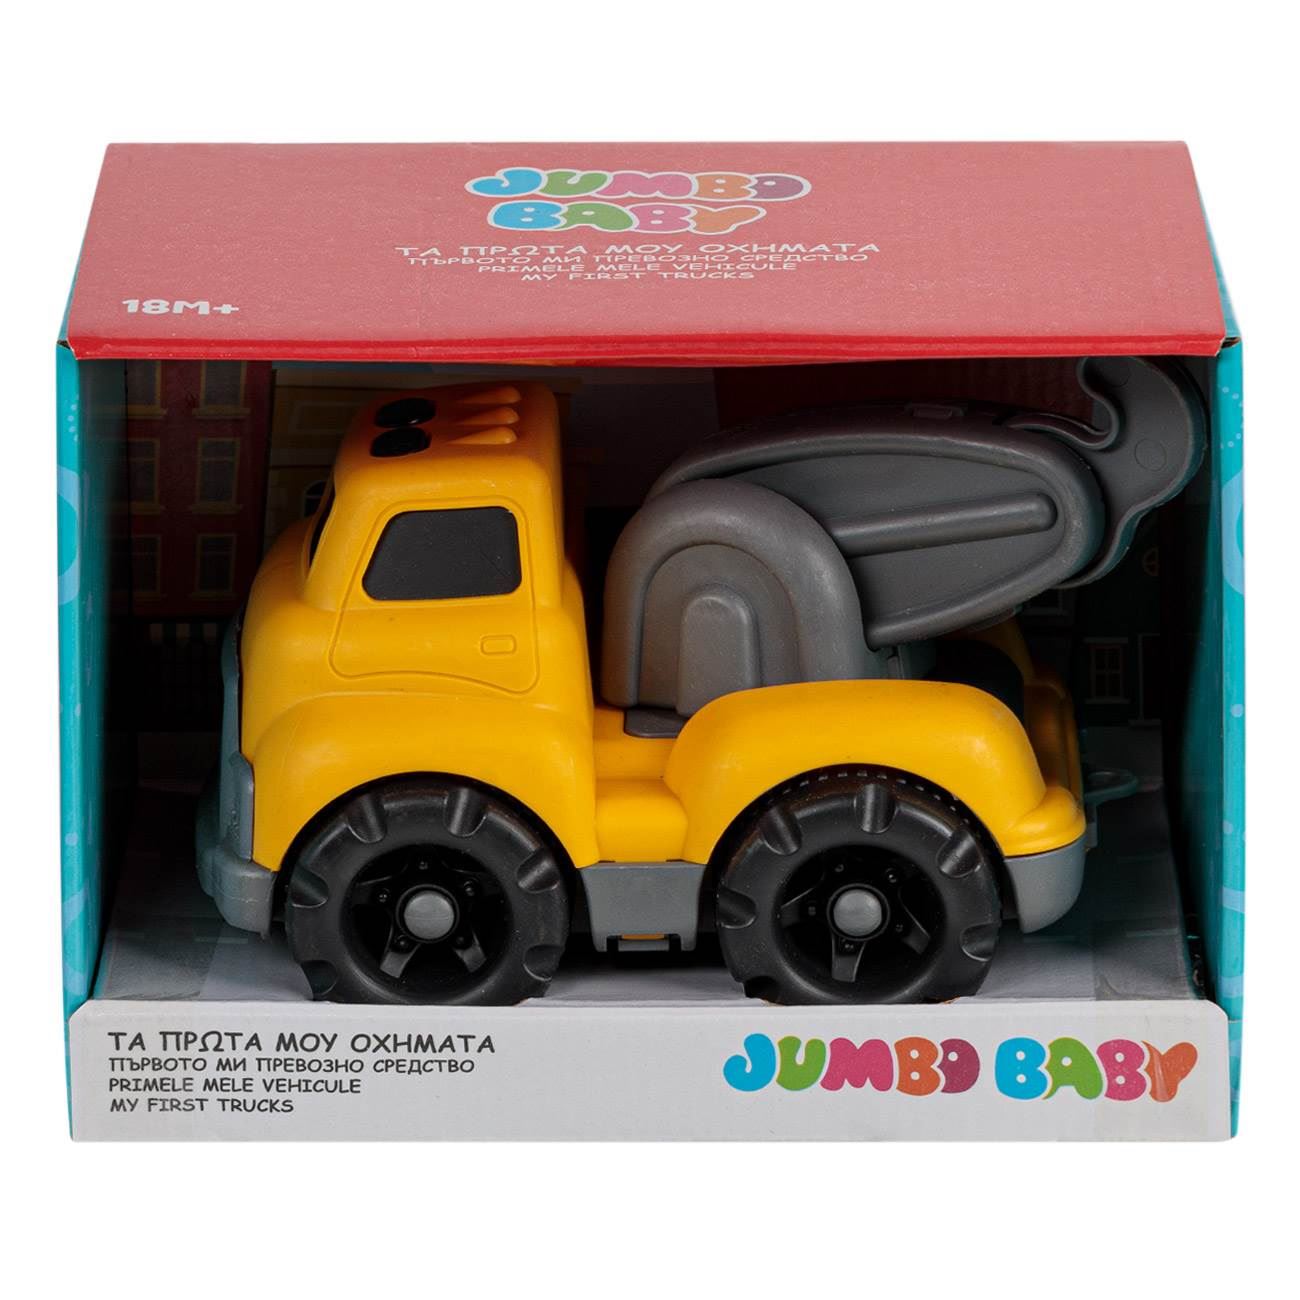 JUMBO
BABY
ΤΑ ΠΡΩΤΑ ΜΟΥ ΟΧΗΜΑΤΑ
ПЪРВОТО МИ ПРЕВОЗНО СРЕДСТВО
PRIMELE MELE VEHICULE
MY FIRST TRUCKS
18M+
ΤΑ ΠΡΩΤΑ ΜΟΥ ΟΧΗΜΑΤΑ
ПЪРВОТО МИ ПРЕВОЗНО СРЕДСТВО
PRIMELE MELE VEHICULE
MY FIRST TRUCKS
JUMBO BABY